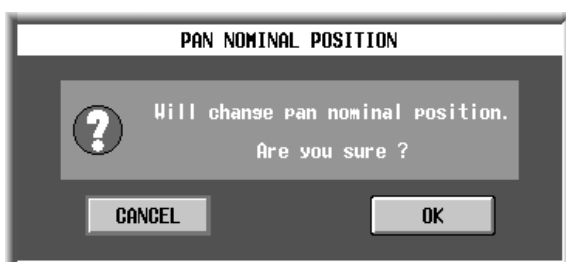 PAN NOMINAL POSITION
Will change pan nominal position.
Are you sure ?
CANCEL
OK